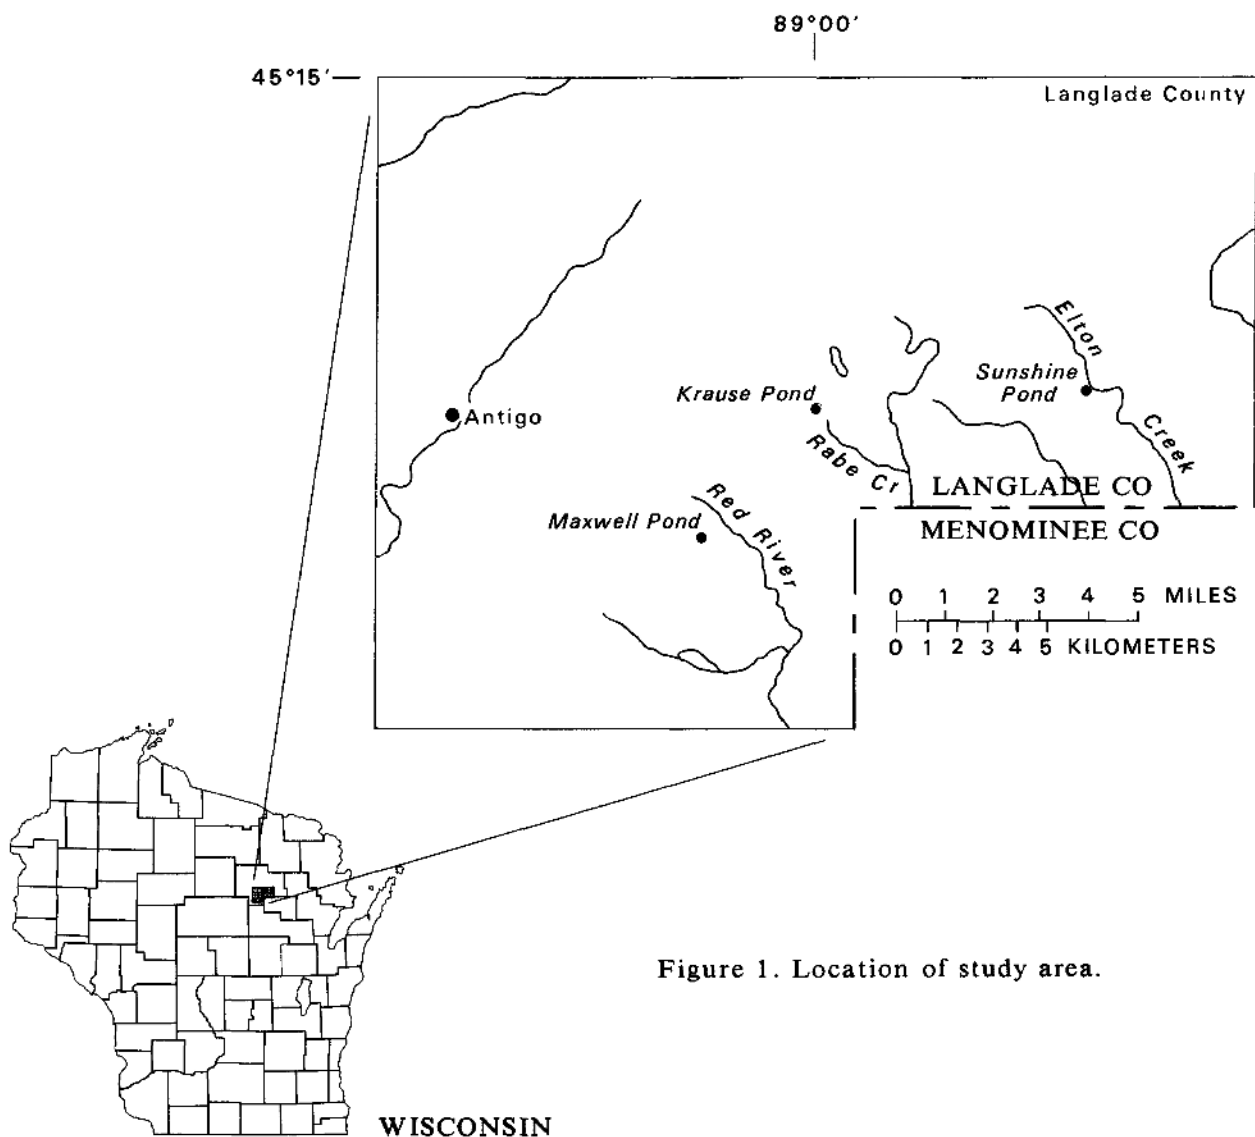 89°00'
45°15'
Langlade County
Elton
Sunshine
Pond
Krause Pond
Antigo
Creek
Rabe Cr
LANGLADE CO
Red River
Maxwell Pond
MENOMINEE CO
0 1 2 3 4 5 MILES
0 1 2 3 4 5 KILOMETERS
Figure 1. Location of study area.
WISCONSIN